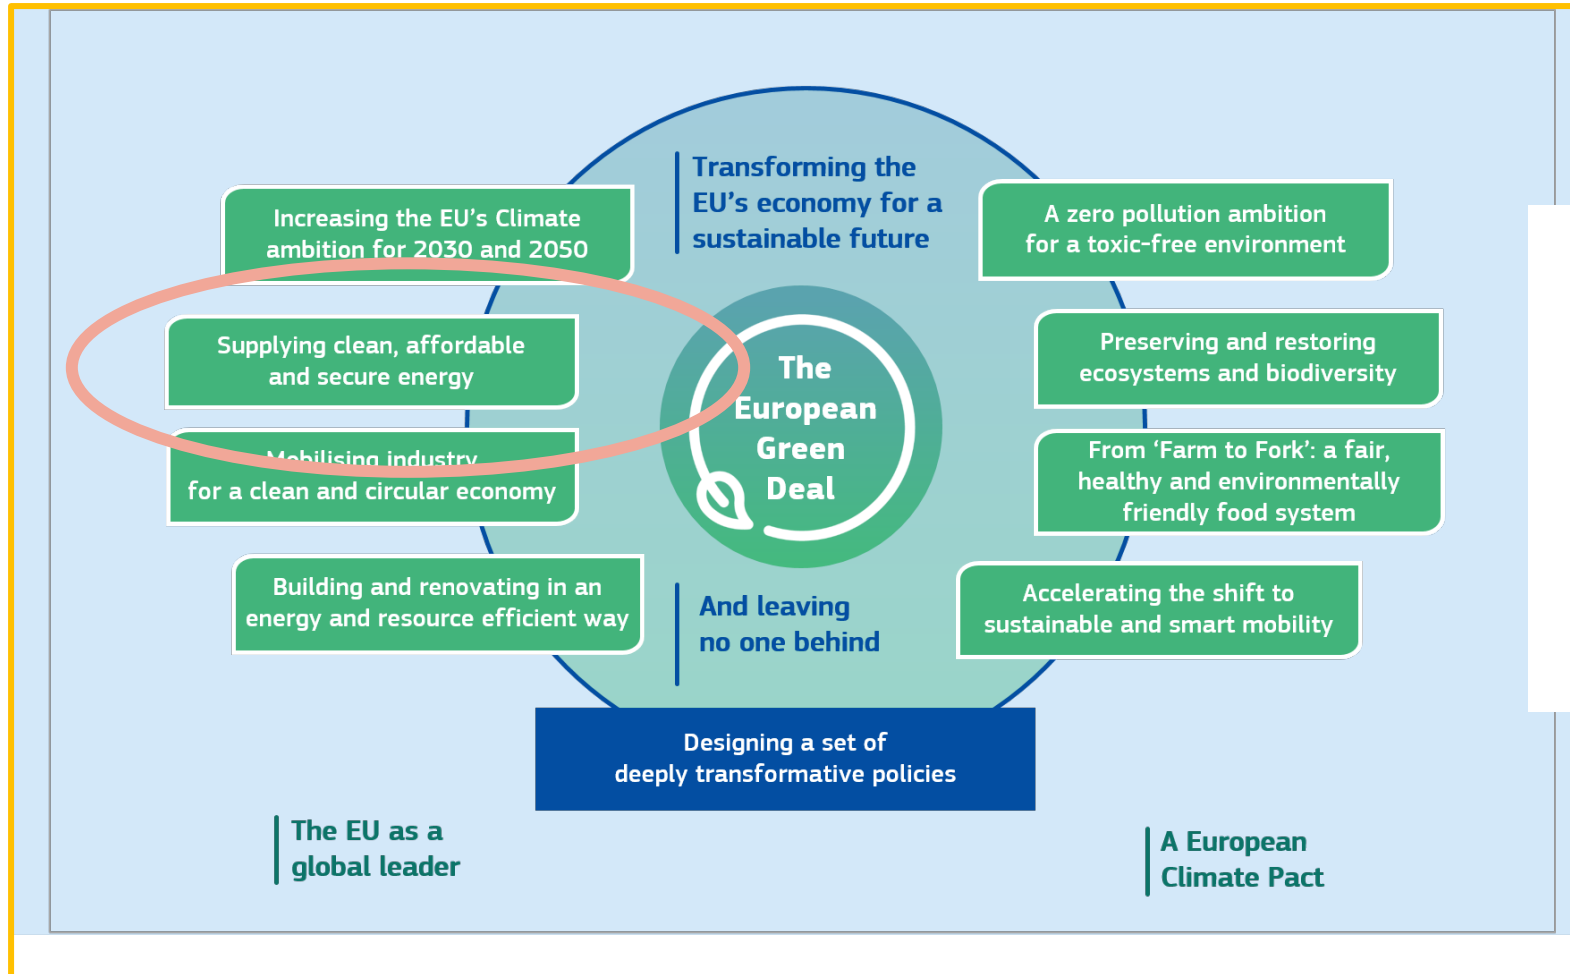 Transforming the
EU's economy for a
sustainable future
Increasing the EU's Climate
ambition for 2030 and 2050
Supplying clean, affordable
and secure energy
Mobilising industry
for a clean and circular economy
Building and renovating in an
energy and resource efficient way
The
European
Green
Deal
A zero pollution ambition
for a toxic-free environment
Preserving and restoring
ecosystems and biodiversity
From ‘Farm to Fork’: a fair,
healthy and environmentally
friendly food system
Accelerating the shift to
sustainable and smart mobility
And leaving
no one behind
Designing a set of
deeply transformative policies
The EU as a
global leader
A European
Climate Pact